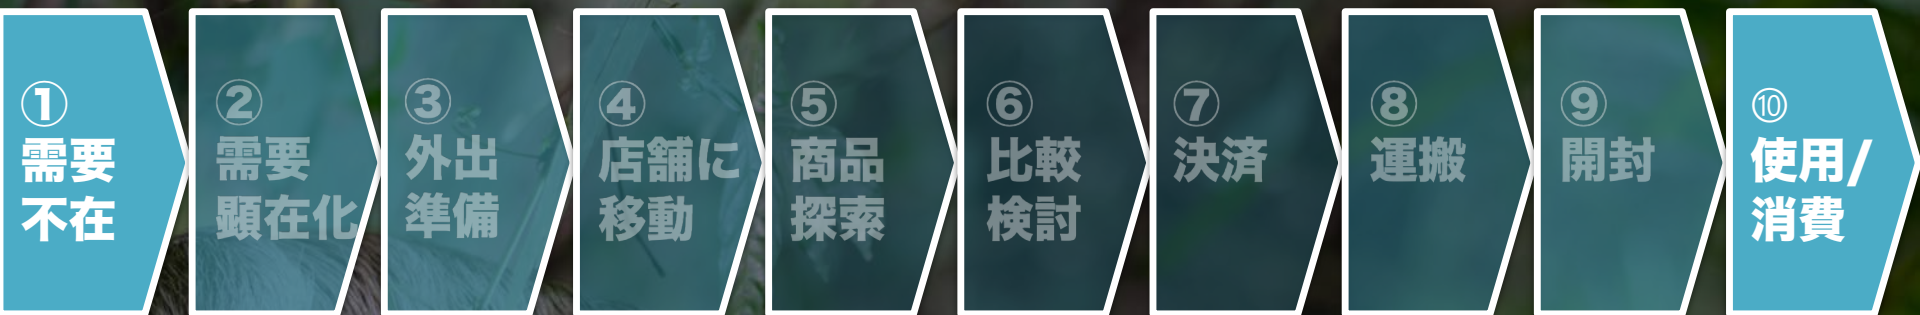 ①
需要
不在
②
需要
顕在化
③
外出
準備
④
店舗に
移動
⑤
商品
探索
⑥
比較
検討
⑦
決済
⑧
運搬
⑨
開封
⑩
使用/
消費